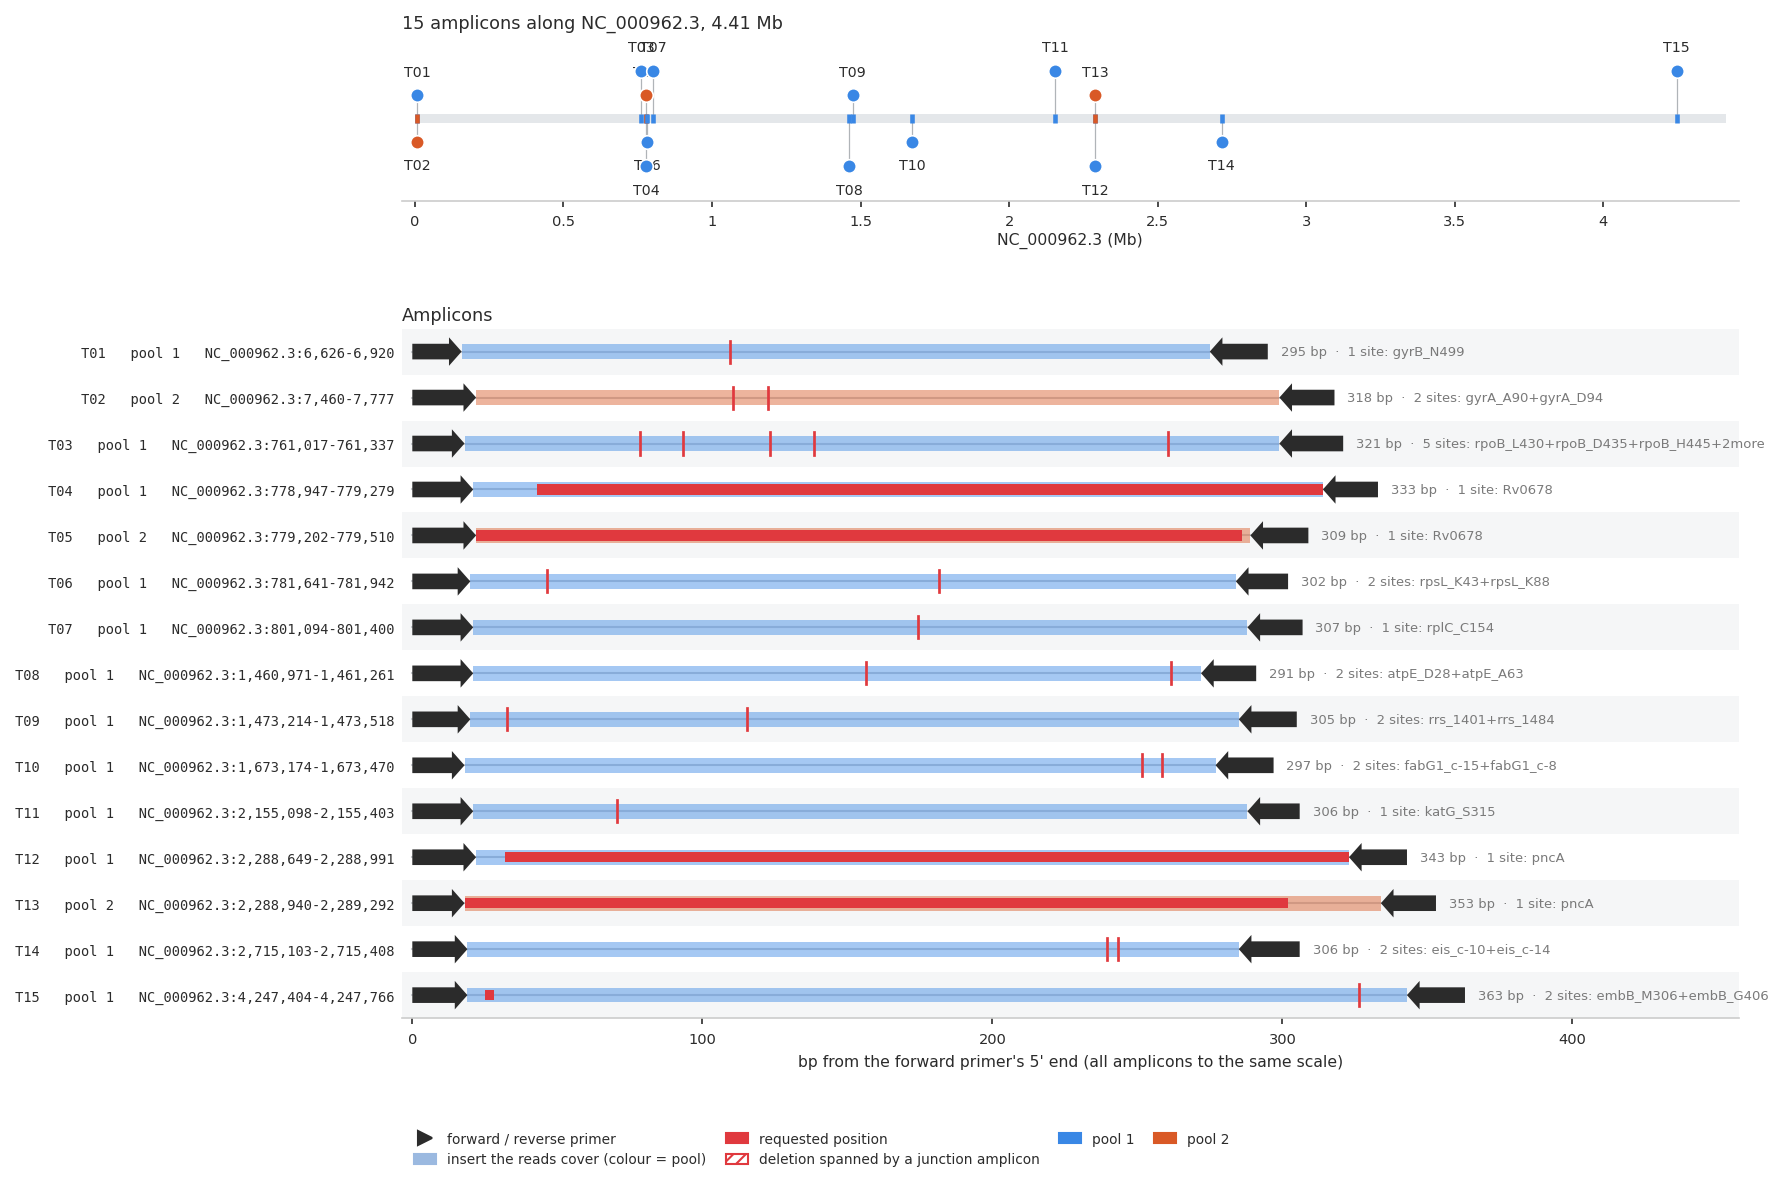 15 amplicons along NC_000962.3, 4.41 Mb
T03 T07 T11 T15
T01 T09 T13
T02 T06 T10 T14
T04 T08 T12
0 0.5 1 1.5 2 2.5 3 3.5 4
NC_000962.3 (Mb)
Amplicons
T01 pool 1 NC_000962.3:6,626-6,920 295 bp · 1 site: gyrB_N499
T02 pool 2 NC_000962.3:7,460-7,777 318 bp · 2 sites: gyrA_A90+gyrA_D94
T03 pool 1 NC_000962.3:761,017-761,337 321 bp · 5 sites: rpoB_L430+rpoB_D435+rpoB_H445+2more
T04 pool 1 NC_000962.3:778,947-779,279 333 bp · 1 site: Rv0678
T05 pool 2 NC_000962.3:779,202-779,510 309 bp · 1 site: Rv0678
T06 pool 1 NC_000962.3:781,641-781,942 302 bp · 2 sites: rpsL_K43+rpsL_K88
T07 pool 1 NC_000962.3:801,094-801,400 307 bp · 1 site: rplC_C154
T08 pool 1 NC_000962.3:1,460,971-1,461,261 291 bp · 2 sites: atpE_D28+atpE_A63
T09 pool 1 NC_000962.3:1,473,214-1,473,518 305 bp · 2 sites: rrs_1401+rrs_1484
T10 pool 1 NC_000962.3:1,673,174-1,673,470 297 bp · 2 sites: fabG1_c-15+fabG1_c-8
T11 pool 1 NC_000962.3:2,155,098-2,155,403 306 bp · 1 site: katG_S315
T12 pool 1 NC_000962.3:2,288,649-2,288,991 343 bp · 1 site: pncA
T13 pool 2 NC_000962.3:2,288,940-2,289,292 353 bp · 1 site: pncA
T14 pool 1 NC_000962.3:2,715,103-2,715,408 306 bp · 2 sites: eis_c-10+eis_c-14
T15 pool 1 NC_000962.3:4,247,404-4,247,766 363 bp · 2 sites: embB_M306+embB_G406
0 100 200 300 400
bp from the forward primer's 5' end (all amplicons to the same scale)
forward / reverse primer requested position pool 1 pool 2
insert the reads cover (colour = pool) deletion spanned by a junction amplicon